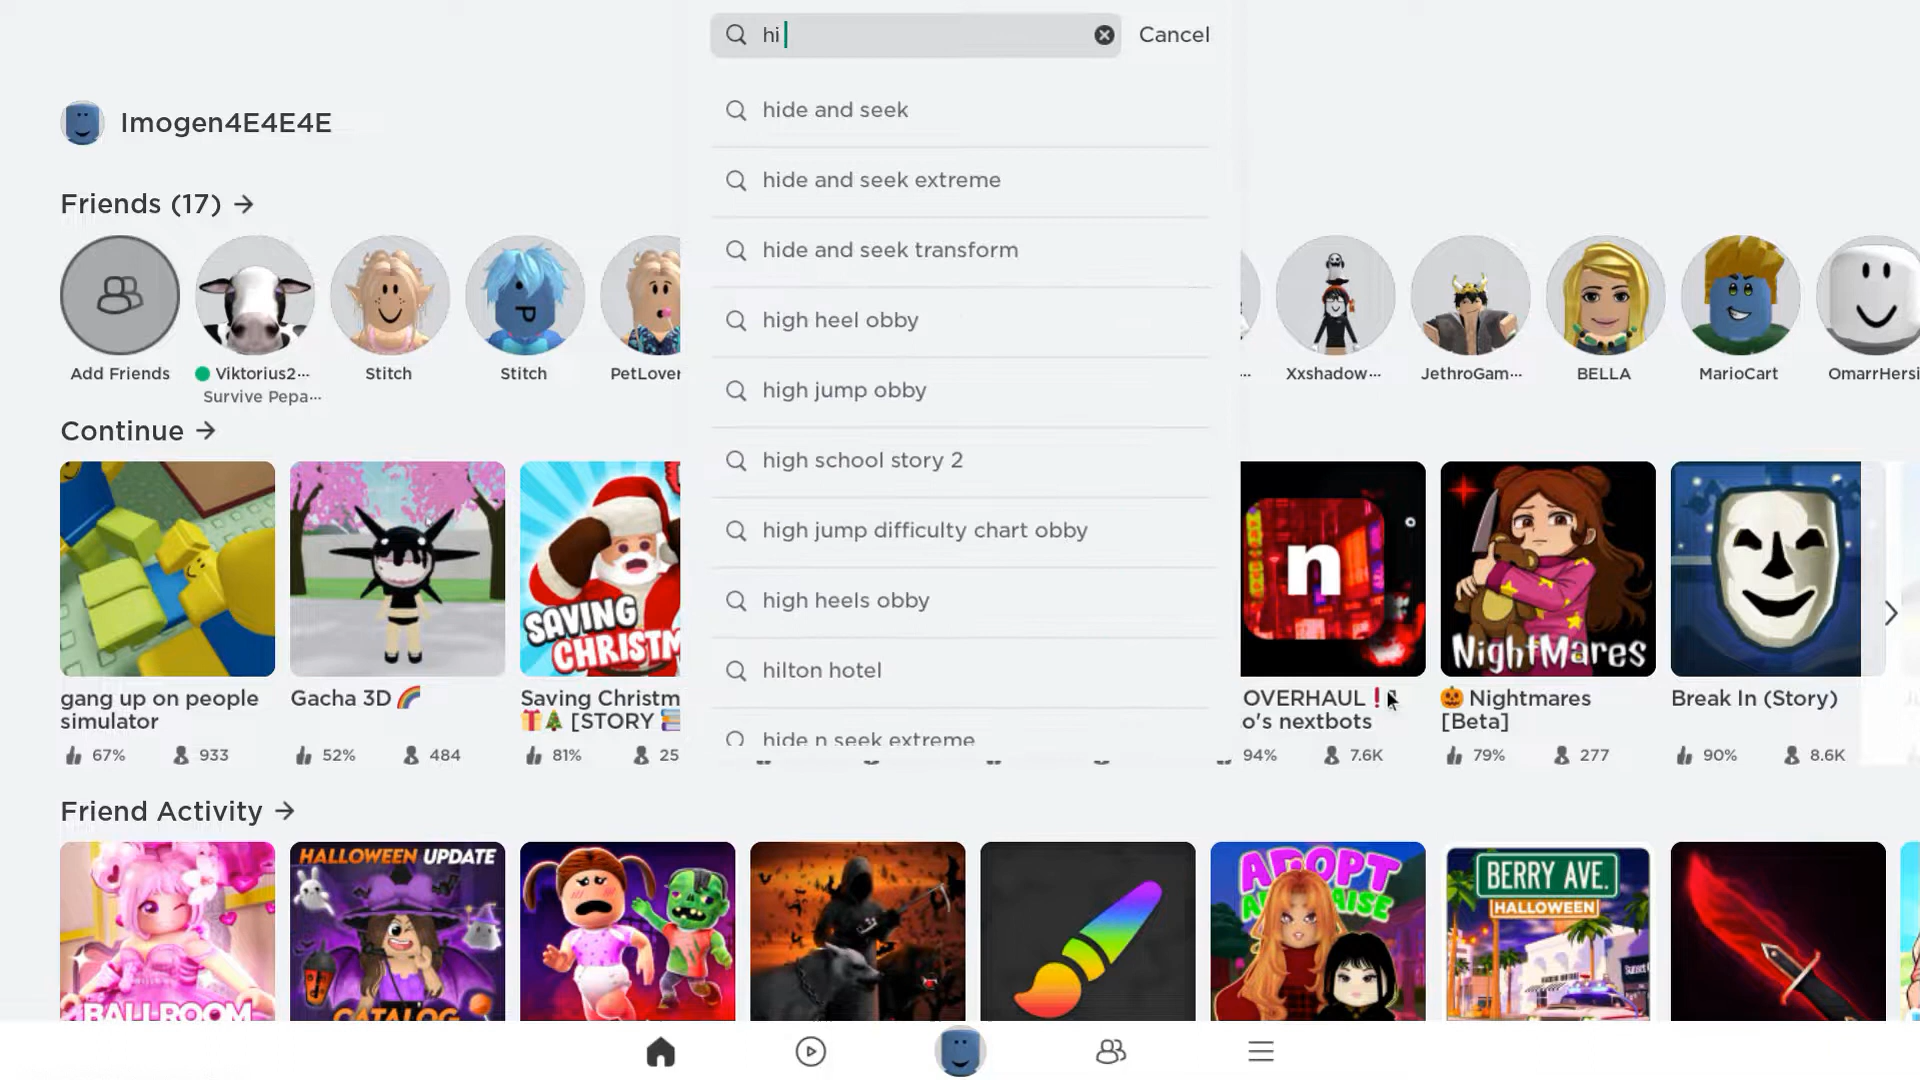 hi
Cancel
hide and seek
hide and seek extreme
hide and seek transform
high heel obby
high jump obby
high school story 2
high jump difficulty chart obby
high heels obby
hilton hotel
hide n seek extreme
Imogen4E4E4E
Friends (17) →
Add Friends
Viktorius2...
Survive Pepa...
Stitch
Stitch
PetLover
...
Xxshadow...
JethroGam...
BELLA
MarioCart
OmarrHersi
Continue →
SAVING
CHRISTM
n
NightMares
gang up on people
simulator
67% 933
Gacha 3D 🌈
52% 484
Saving Christm
🎁🎄 [STORY
81% 25
OVERHAUL ❗
o's nextbots
94% 7.6K
🎃 Nightmares
[Beta]
79% 277
Break In (Story)
90% 8.6K
Friend Activity →
BALLROOM
HALLOWEEN UPDATE
CATALOG
ADOPT
BERRY AVE.
HALLOWEEN